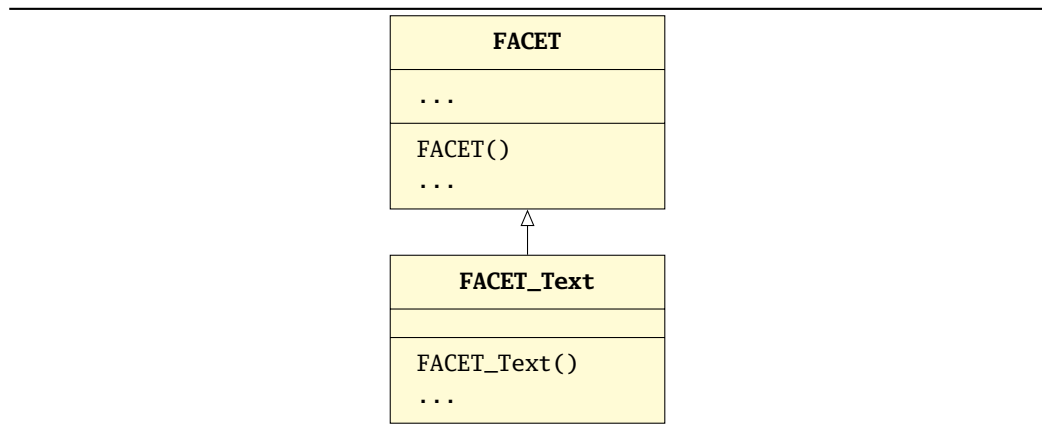 FACET
...
FACET()
...
FACET_Text
FACET_Text()
...